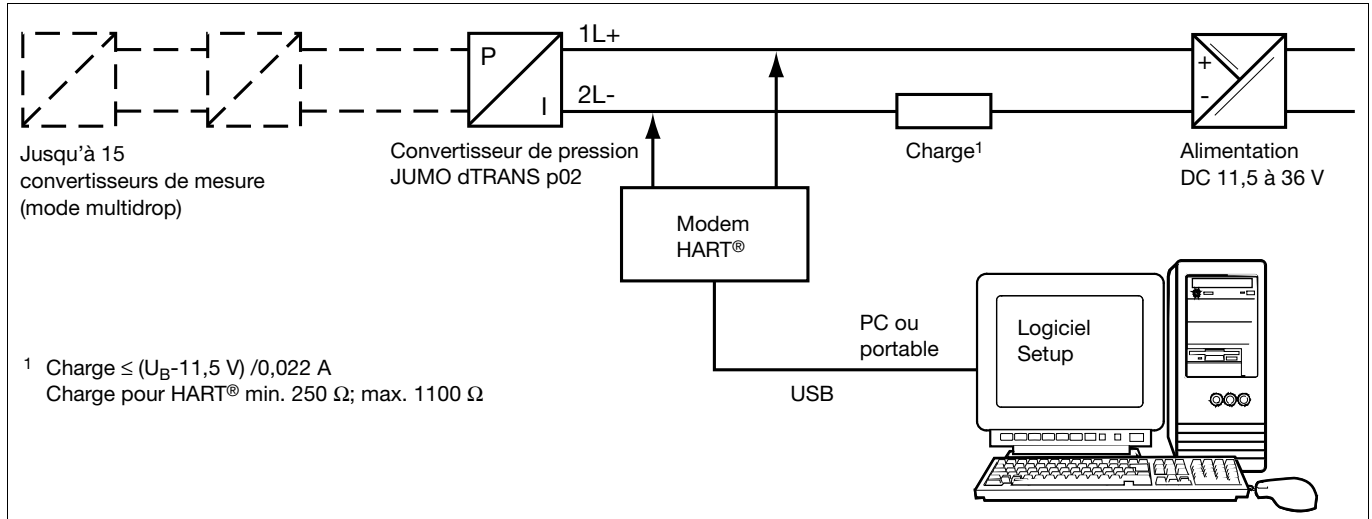 1L+
P
I
2L-
+
-
Jusqu'à 15
convertisseurs de mesure
(mode multidrop)
Convertisseur de pression
JUMO dTRANS p02
Charge¹
Alimentation
DC 11,5 à 36 V
Modem
HART®
PC ou
portable
Logiciel
Setup
USB
¹ Charge ≤ (U_B-11,5 V) /0,022 A
Charge pour HART® min. 250 Ω; max. 1100 Ω